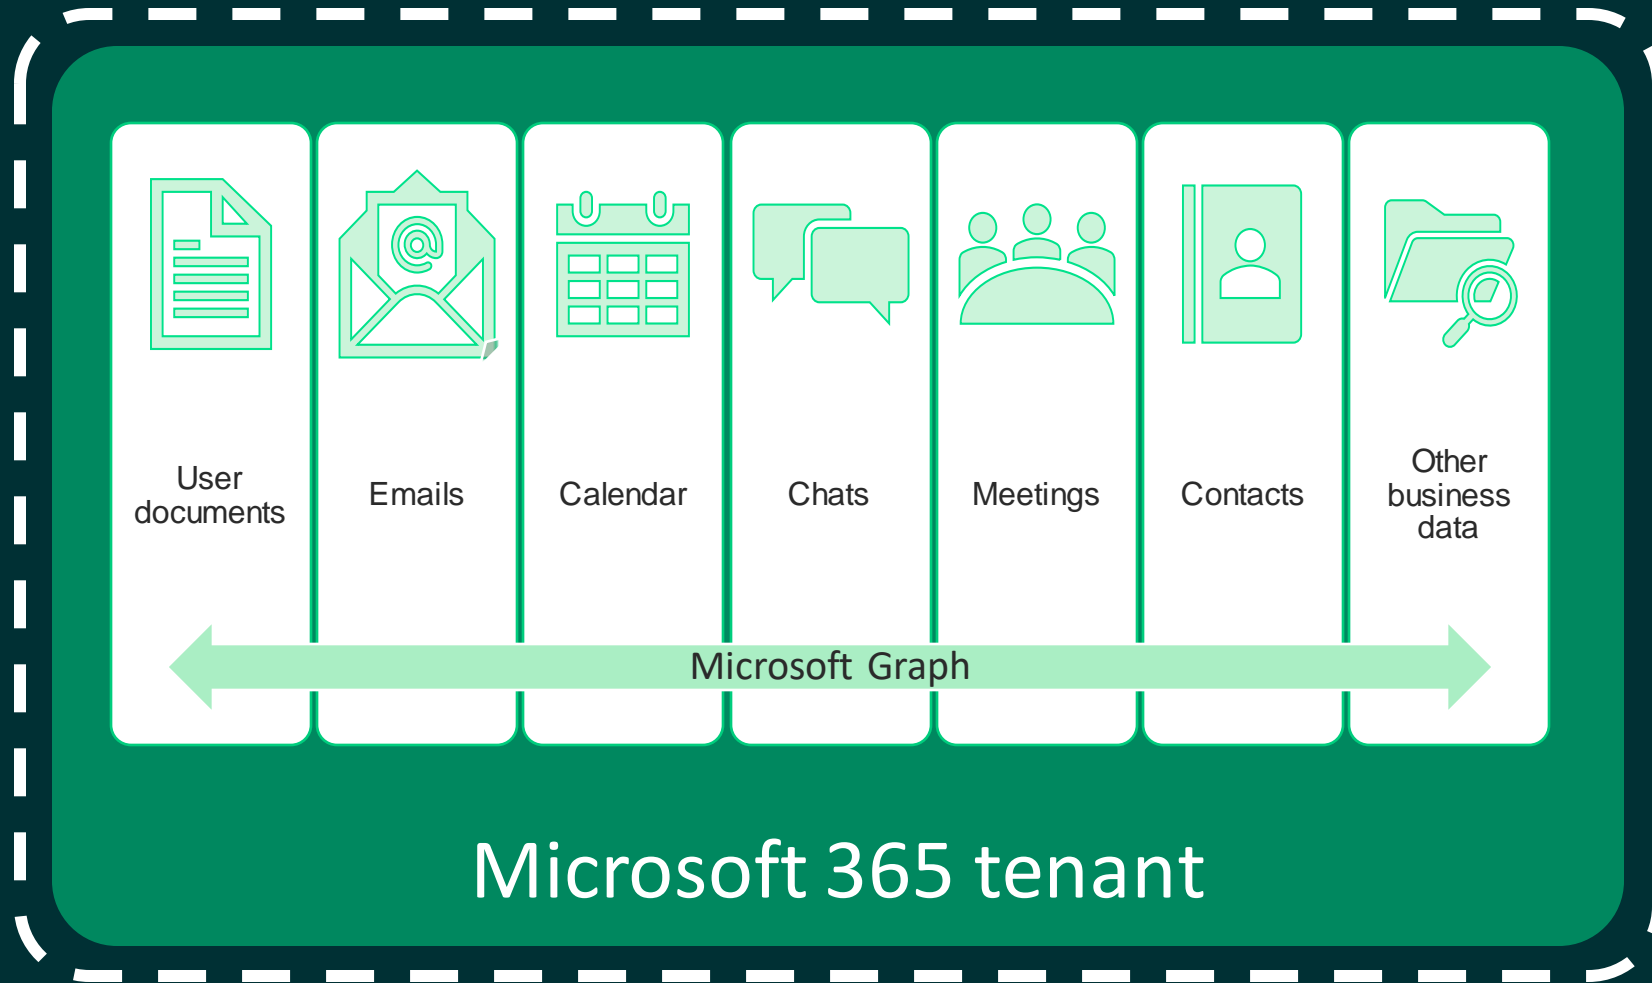 User
documents
Emails
Calendar
Chats
Meetings
Contacts
Other
business
data
Microsoft Graph
Microsoft 365 tenant